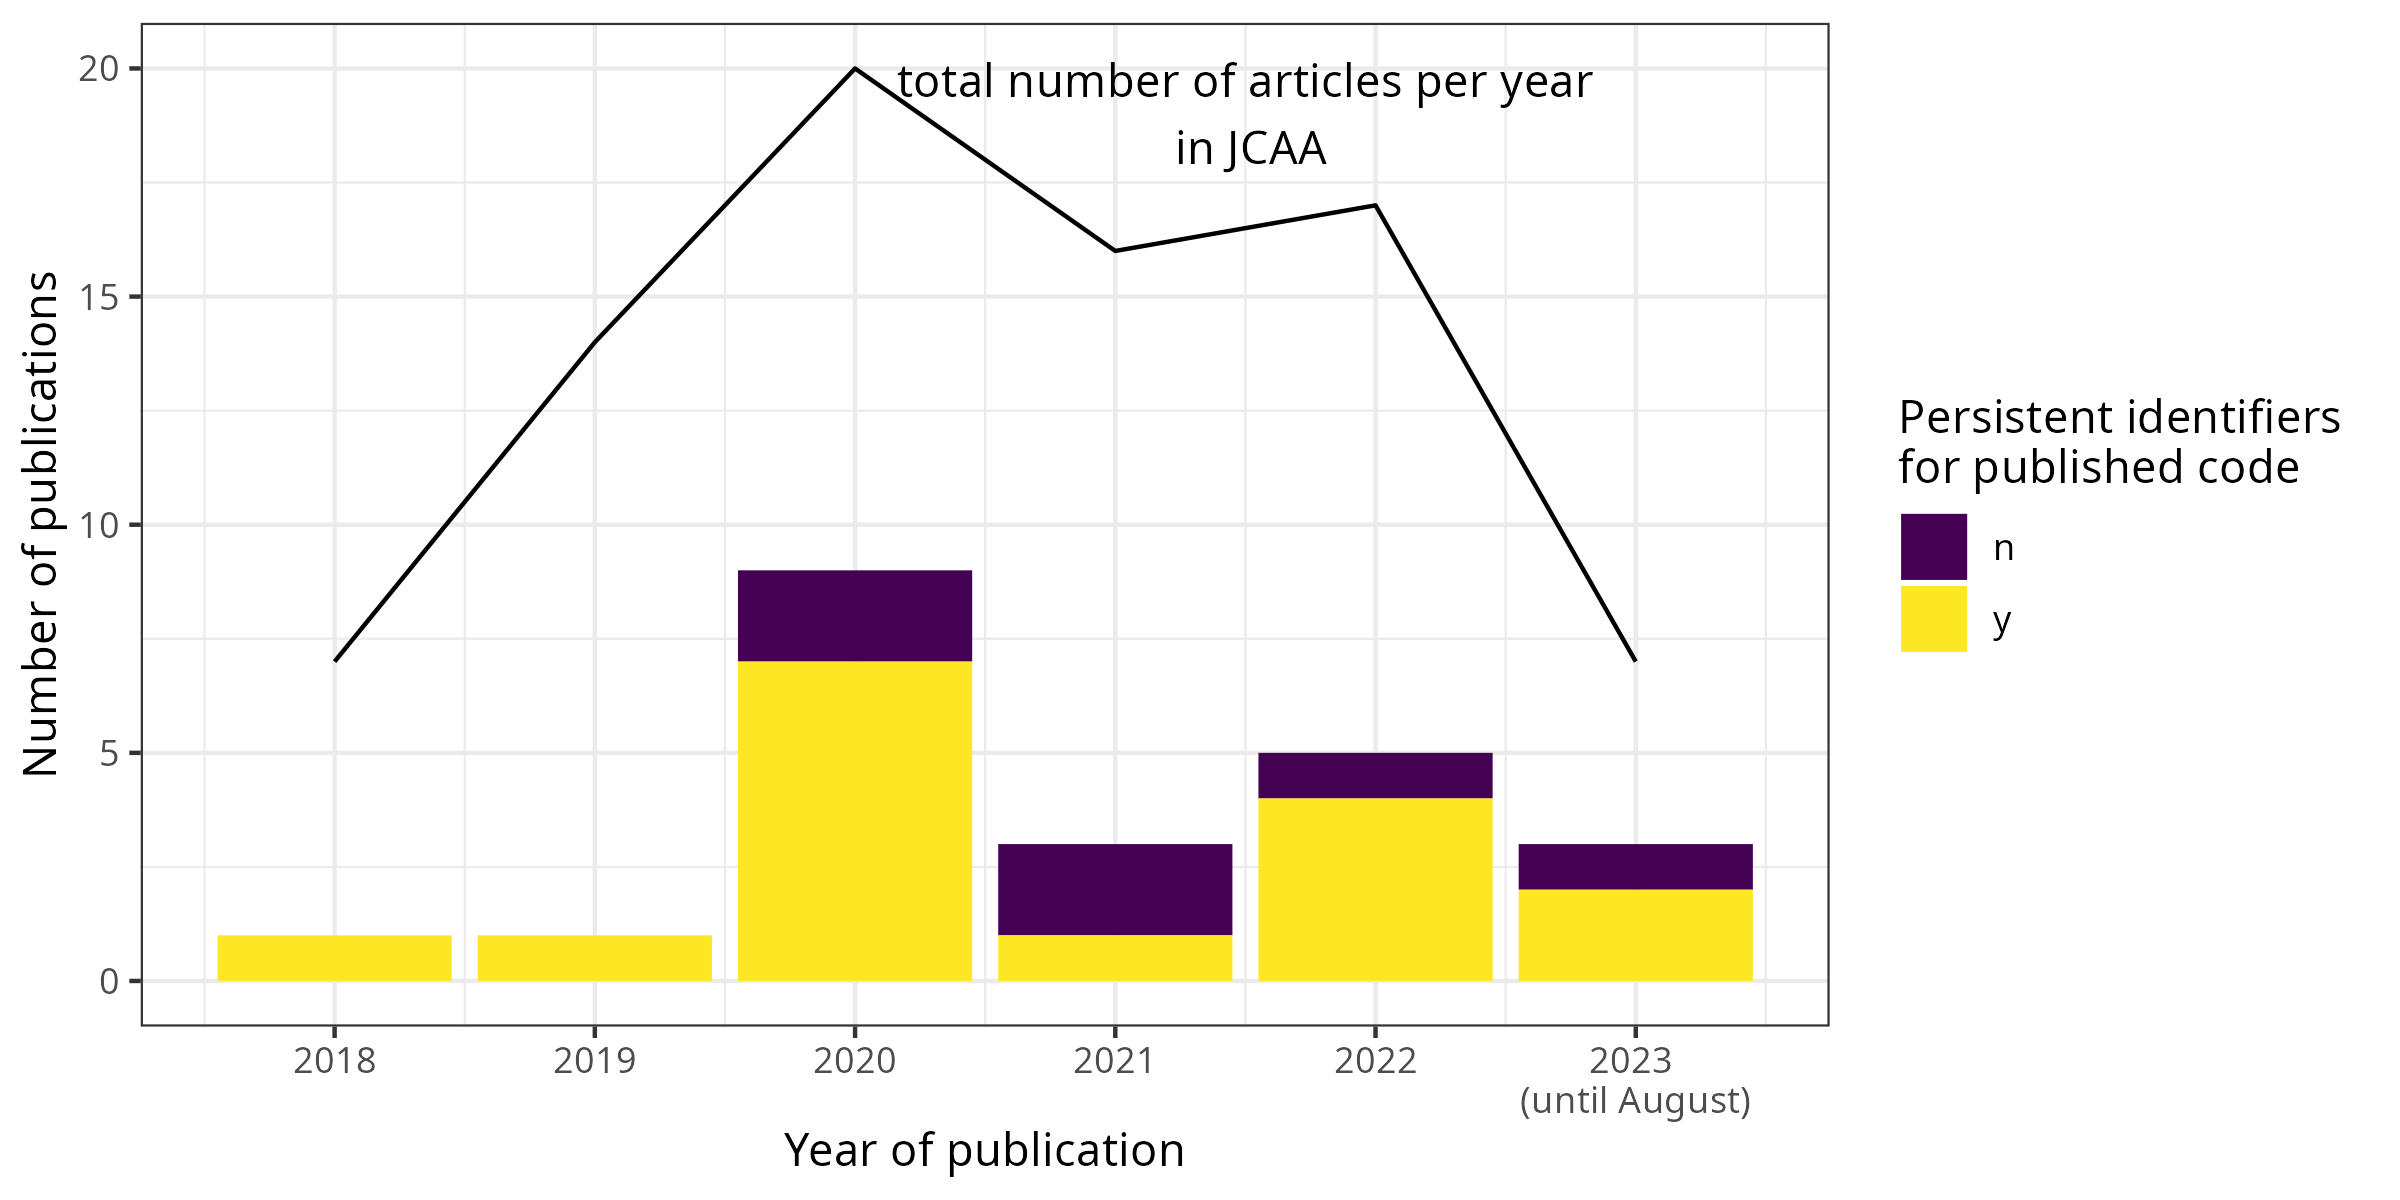 total number of articles per year
in JCAA
Number of publications
20
15
10
5
0
2018
2019
2020
2021
2022
2023
(until August)
Year of publication
Persistent identifiers
for published code
n
y